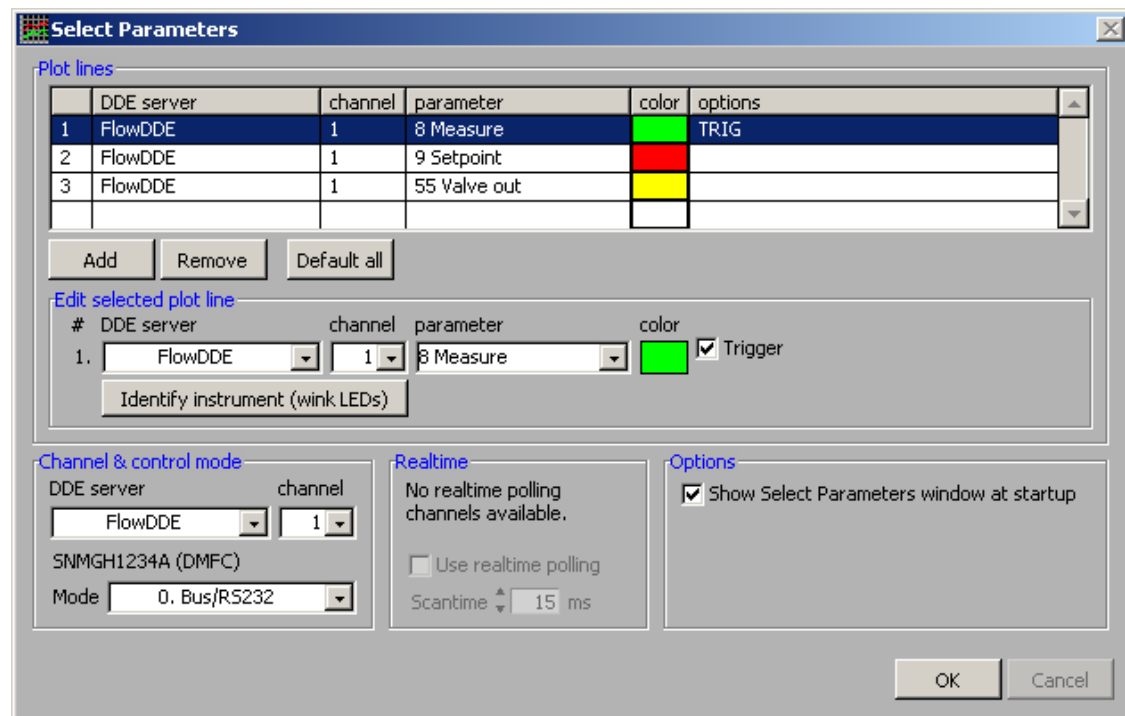 Select Parameters
Plot lines
DDE server channel parameter color options
1 FlowDDE 1 8 Measure TRIG
2 FlowDDE 1 9 Setpoint
3 FlowDDE 1 55 Valve out
Add Remove Default all
Edit selected plot line
# DDE server channel parameter color
1. FlowDDE 1 8 Measure Trigger
Identify instrument (wink LEDs)
Channel & control mode
DDE server channel
FlowDDE 1
SNMGH1234A (DMFC)
Mode 0. Bus/RS232
Realtime
No realtime polling
channels available.
Use realtime polling
Scantime 15 ms
Options
Show Select Parameters window at startup
OK Cancel